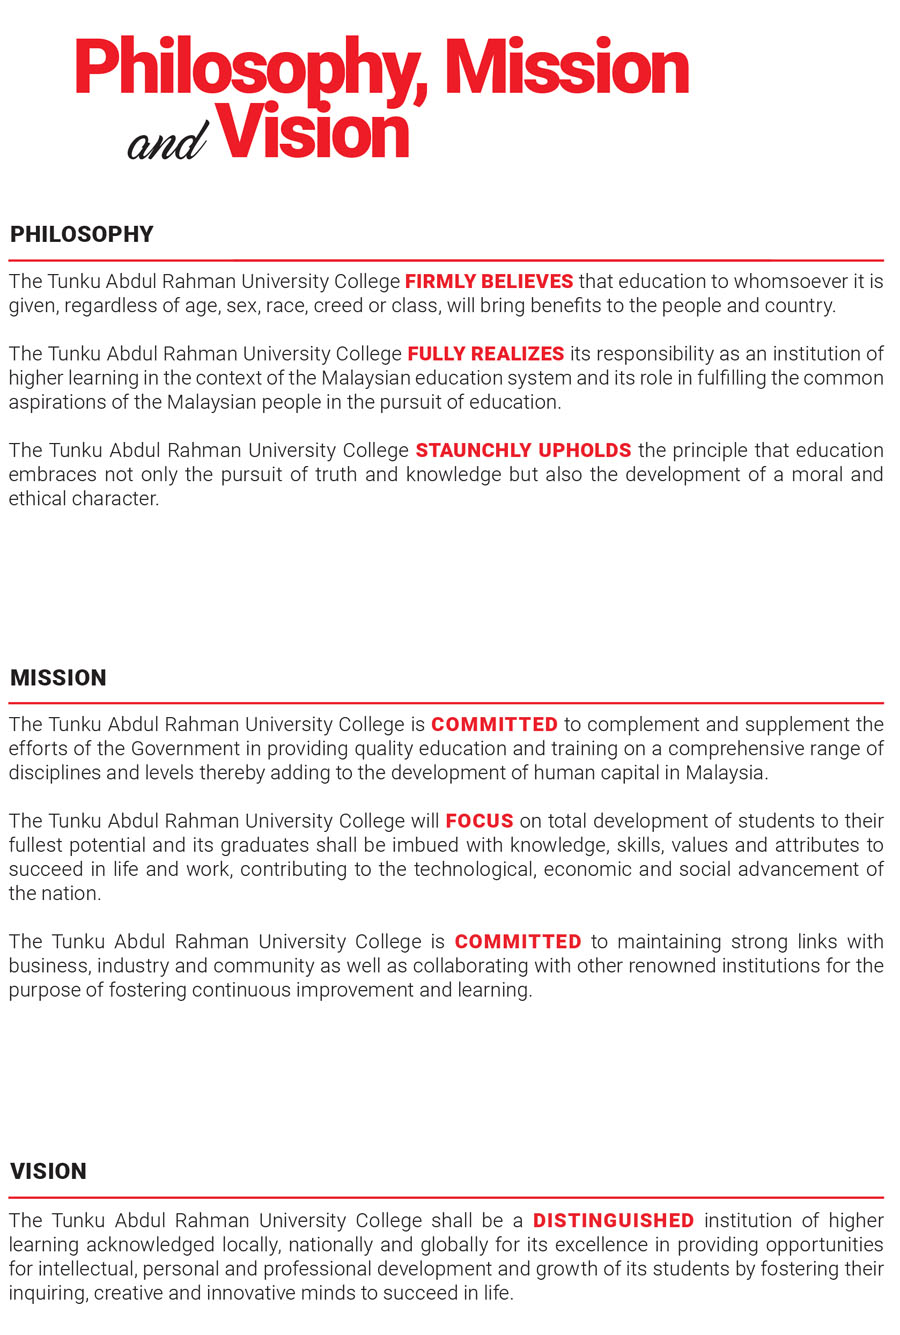 Philosophy, Mission
and Vision
PHILOSOPHY
The Tunku Abdul Rahman University College FIRMLY BELIEVES that education to whomsoever it is
given, regardless of age, sex, race, creed or class, will bring benefits to the people and country.
The Tunku Abdul Rahman University College FULLY REALIZES its responsibility as an institution of
higher learning in the context of the Malaysian education system and its role in fulfilling the common
aspirations of the Malaysian people in the pursuit of education.
The Tunku Abdul Rahman University College STAUNCHLY UPHOLDS the principle that education
embraces not only the pursuit of truth and knowledge but also the development of a moral and
ethical character.
MISSION
The Tunku Abdul Rahman University College is COMMITTED to complement and supplement the
efforts of the Government in providing quality education and training on a comprehensive range of
disciplines and levels thereby adding to the development of human capital in Malaysia.
The Tunku Abdul Rahman University College will FOCUS on total development of students to their
fullest potential and its graduates shall be imbued with knowledge, skills, values and attributes to
succeed in life and work, contributing to the technological, economic and social advancement of
the nation.
The Tunku Abdul Rahman University College is COMMITTED to maintaining strong links with
business, industry and community as well as collaborating with other renowned institutions for the
purpose of fostering continuous improvement and learning.
VISION
The Tunku Abdul Rahman University College shall be a DISTINGUISHED institution of higher
learning acknowledged locally, nationally and globally for its excellence in providing opportunities
for intellectual, personal and professional development and growth of its students by fostering their
inquiring, creative and innovative minds to succeed in life.